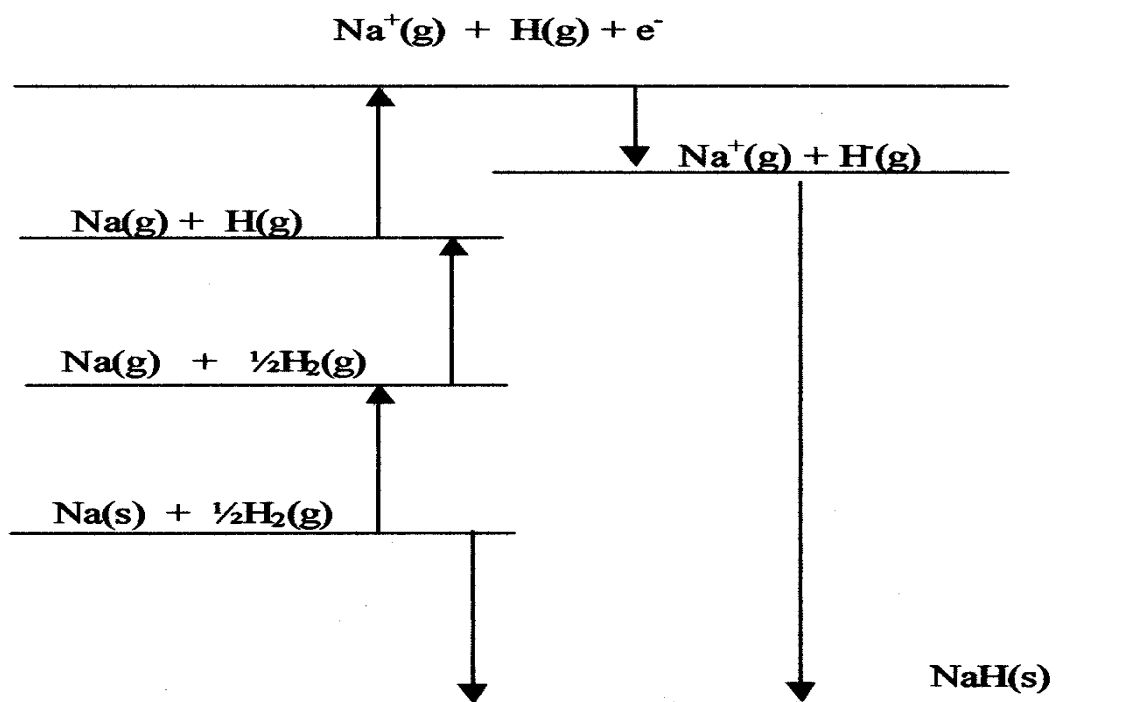 Na⁺(g) + H(g) + e⁻
Na⁺(g) + H⁻(g)
Na(g) + H(g)
Na(g) + ½H₂(g)
Na(s) + ½H₂(g)
NaH(s)